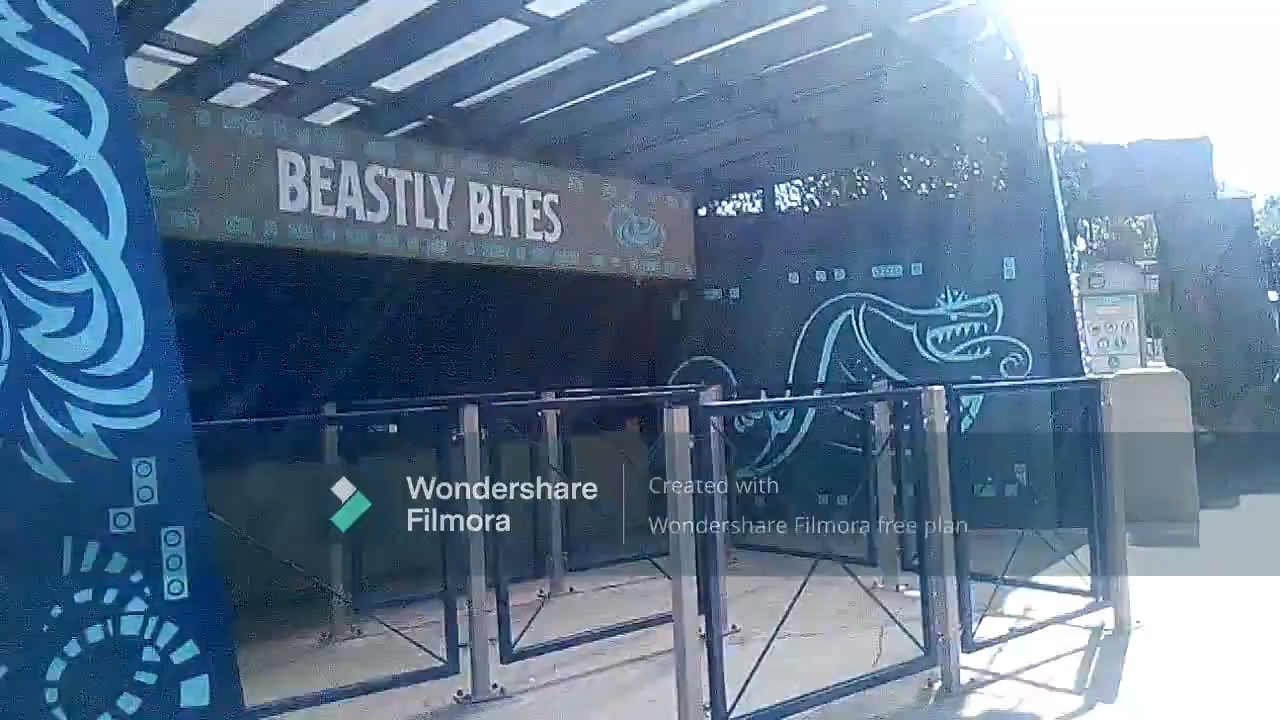 BEASTLY BITES
Wondershare
Filmora
Created with
Wondershare Filmora free plan